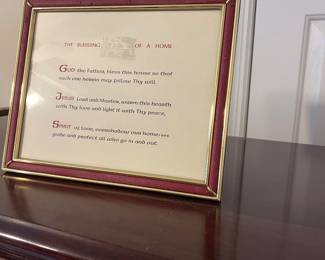 THE BLESSING OF A HOME
GOD the Father, bless this house so that
each one herein may follow Thy will.
JESUS Lord and Master, warm this hearth
with Thy love and light it with Thy peace,
SPIRIT of love, overshadow our home—
guide and perfect all who go in and out.